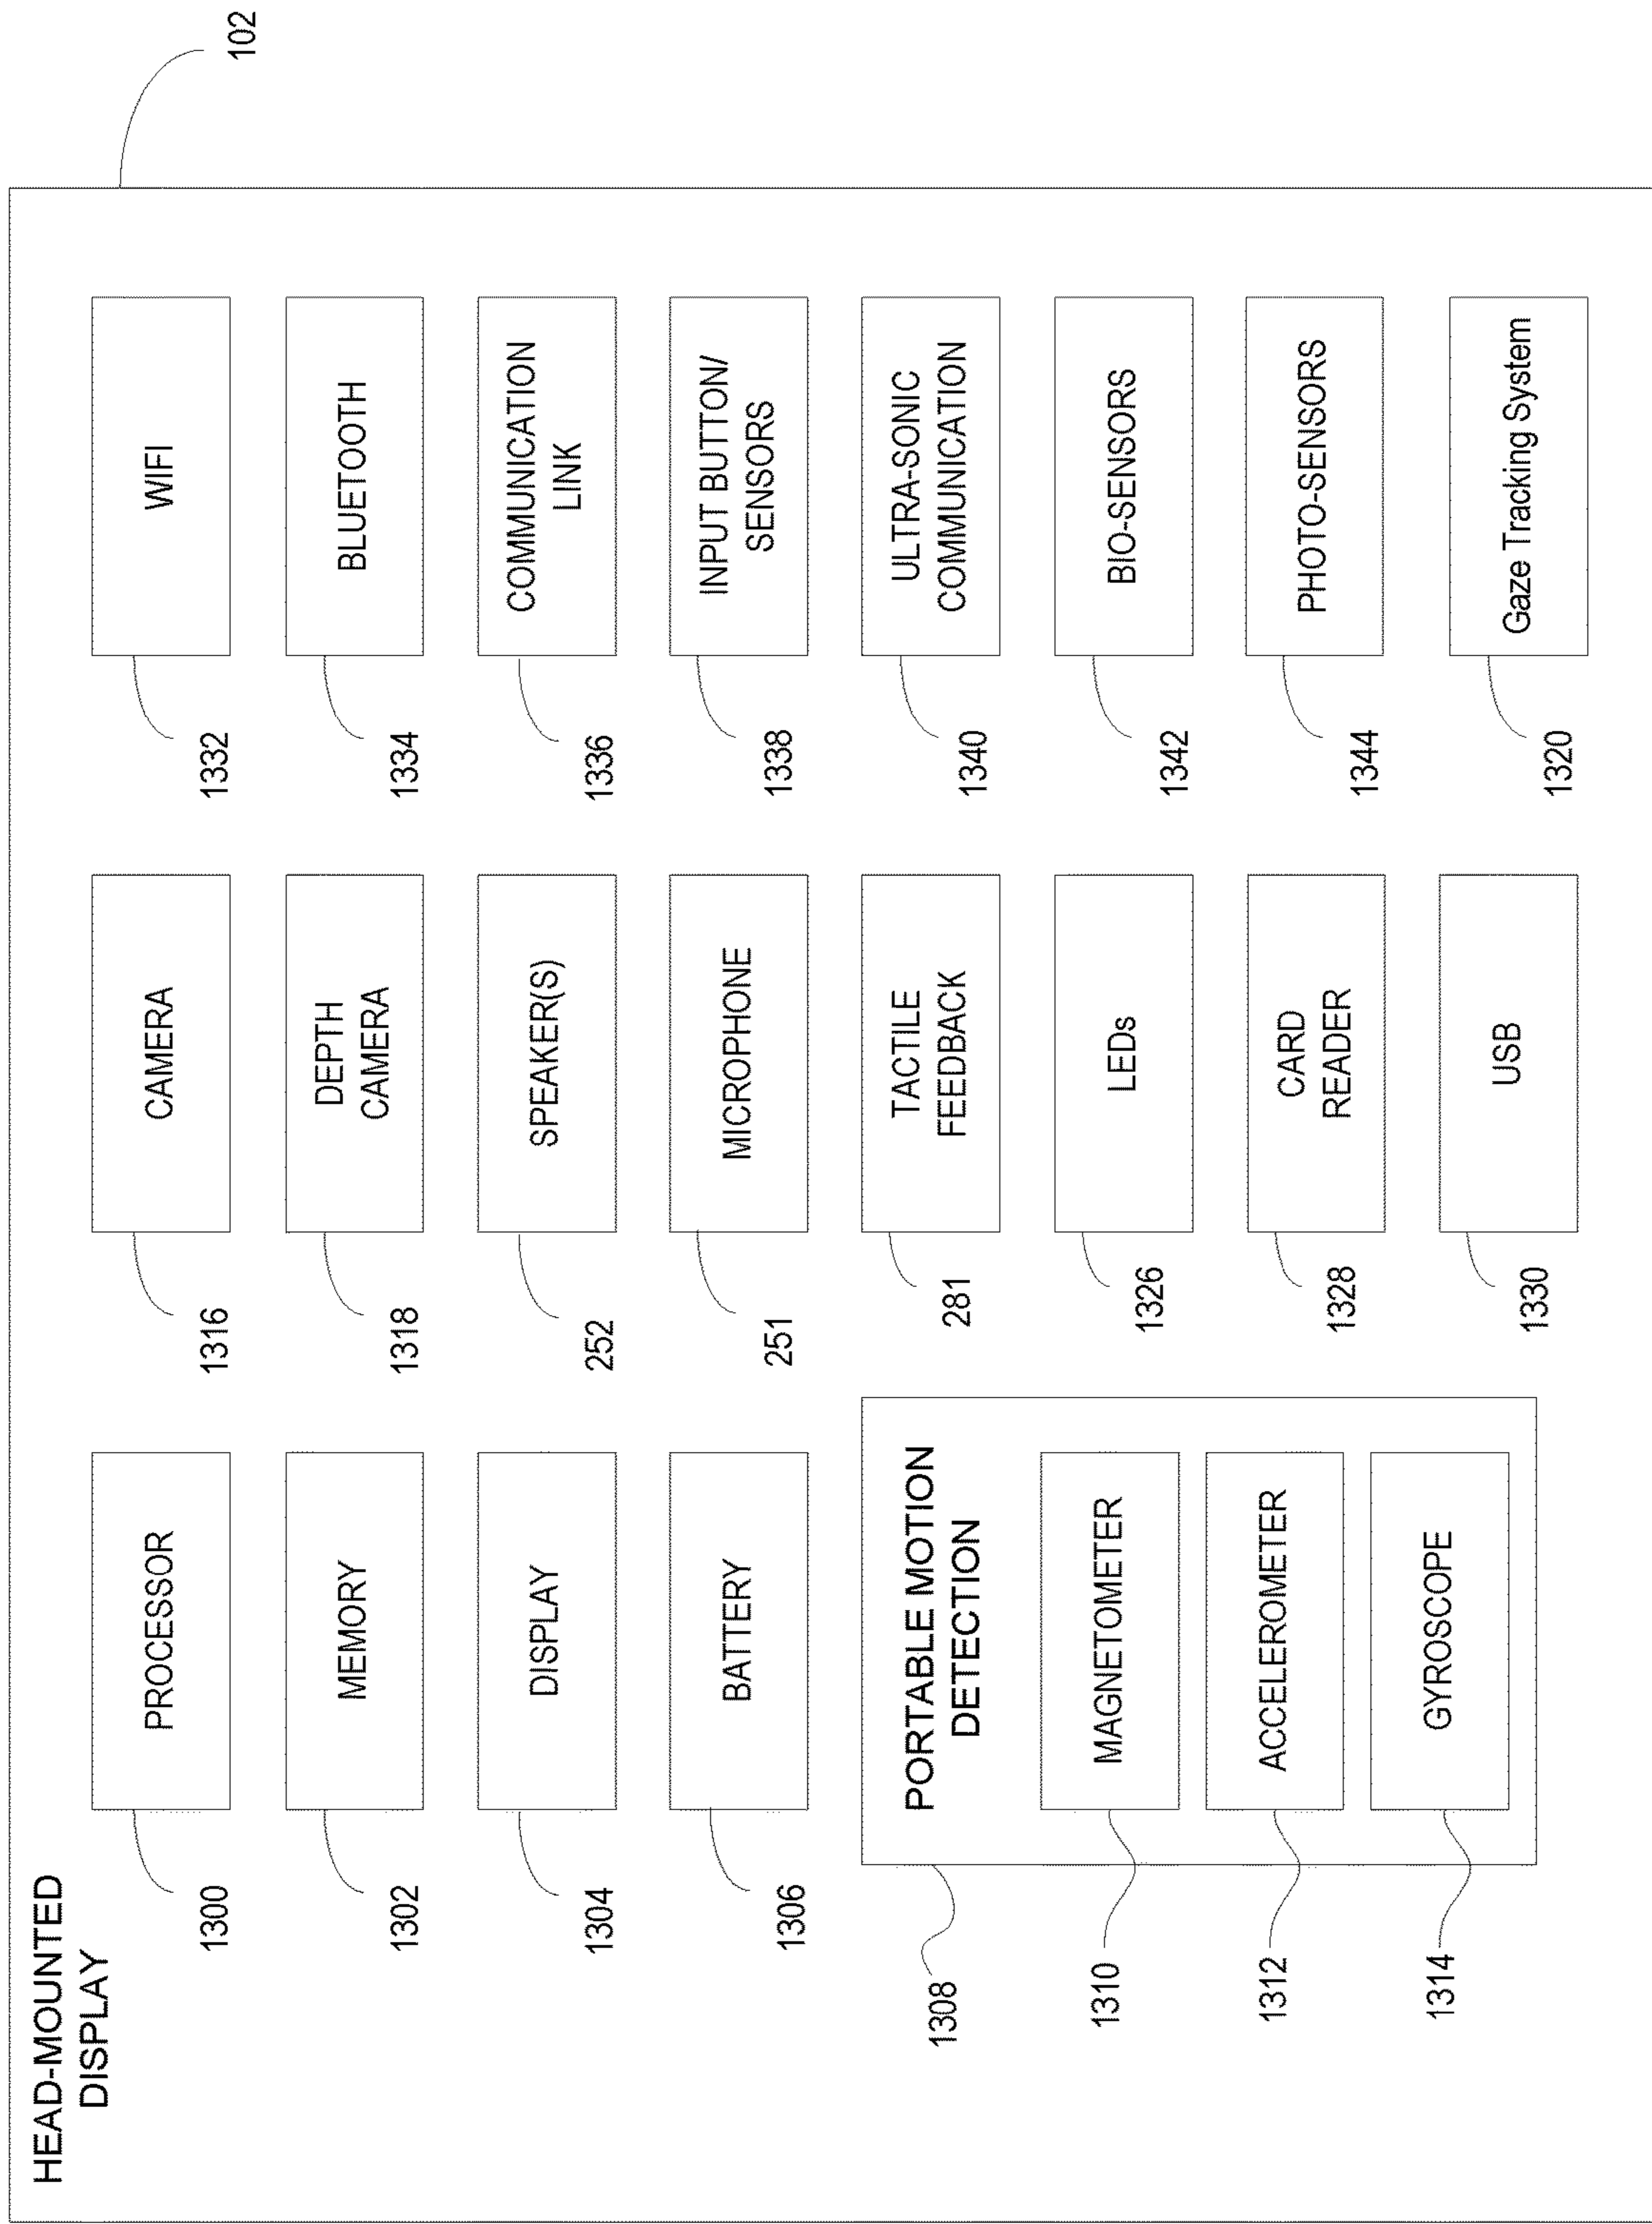 HEAD-MOUNTED
DISPLAY
102
1300
PROCESSOR
1302
MEMORY
1304
DISPLAY
1306
BATTERY
1308
PORTABLE MOTION
DETECTION
1310
MAGNETOMETER
1312
ACCELEROMETER
1314
GYROSCOPE
1316
CAMERA
1318
DEPTH
CAMERA
252
SPEAKER(S)
251
MICROPHONE
281
TACTILE
FEEDBACK
1326
LEDs
1328
CARD
READER
1330
USB
1332
WIFI
1334
BLUETOOTH
1336
COMMUNICATION
LINK
1338
INPUT BUTTON/
SENSORS
1340
ULTRA-SONIC
COMMUNICATION
1342
BIO-SENSORS
1344
PHOTO-SENSORS
1320
Gaze Tracking System